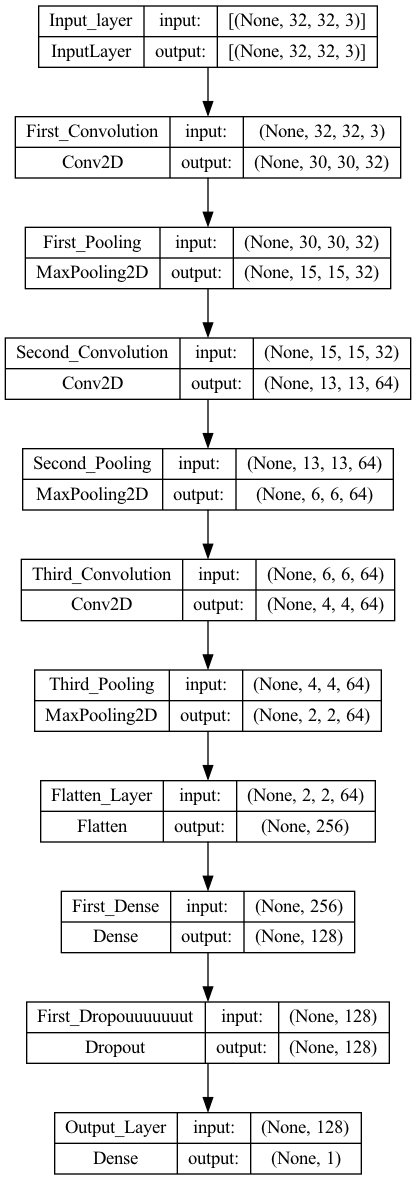 Input_layer input: [(None, 32, 32, 3)]
InputLayer output: [(None, 32, 32, 3)]
First_Convolution input: (None, 32, 32, 3)
Conv2D output: (None, 30, 30, 32)
First_Pooling input: (None, 30, 30, 32)
MaxPooling2D output: (None, 15, 15, 32)
Second_Convolution input: (None, 15, 15, 32)
Conv2D output: (None, 13, 13, 64)
Second_Pooling input: (None, 13, 13, 64)
MaxPooling2D output: (None, 6, 6, 64)
Third_Convolution input: (None, 6, 6, 64)
Conv2D output: (None, 4, 4, 64)
Third_Pooling input: (None, 4, 4, 64)
MaxPooling2D output: (None, 2, 2, 64)
Flatten_Layer input: (None, 2, 2, 64)
Flatten output: (None, 256)
First_Dense input: (None, 256)
Dense output: (None, 128)
First_Dropouuuuuuut input: (None, 128)
Dropout output: (None, 128)
Output_Layer input: (None, 128)
Dense output: (None, 1)